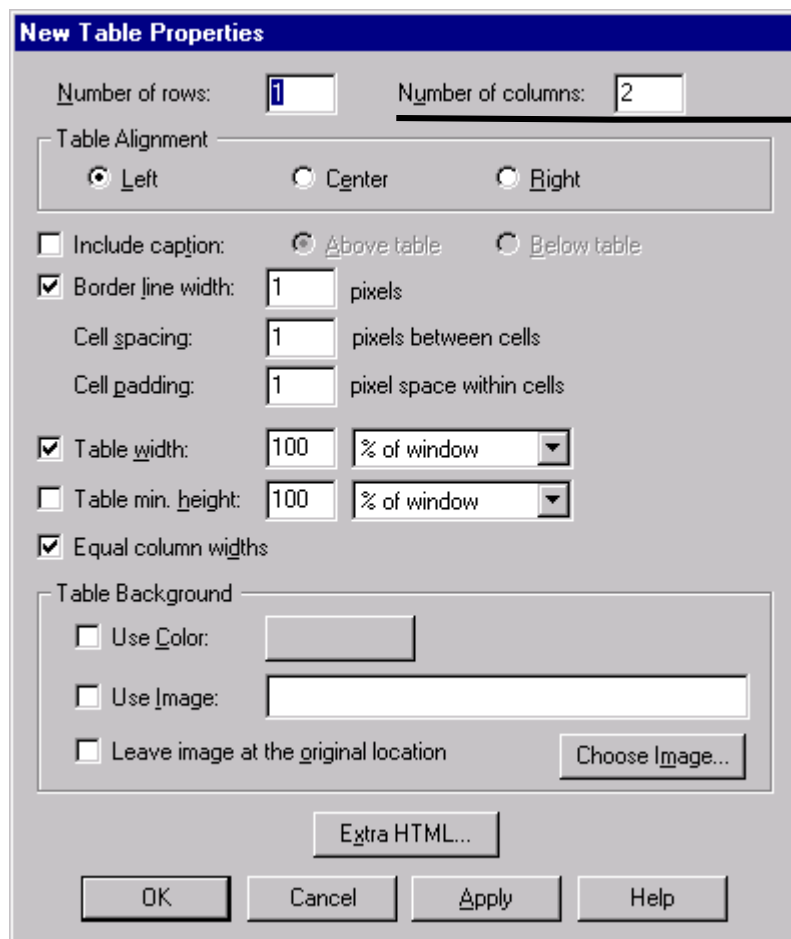 New Table Properties
Number of rows: 1 Number of columns: 2
Table Alignment
Left Center Right
Include caption: Above table Below table
Border line width: 1 pixels
Cell spacing: 1 pixels between cells
Cell padding: 1 pixel space within cells
Table width: 100 % of window
Table min. height: 100 % of window
Equal column widths
Table Background
Use Color:
Use Image:
Leave image at the original location Choose Image...
Extra HTML...
OK Cancel Apply Help